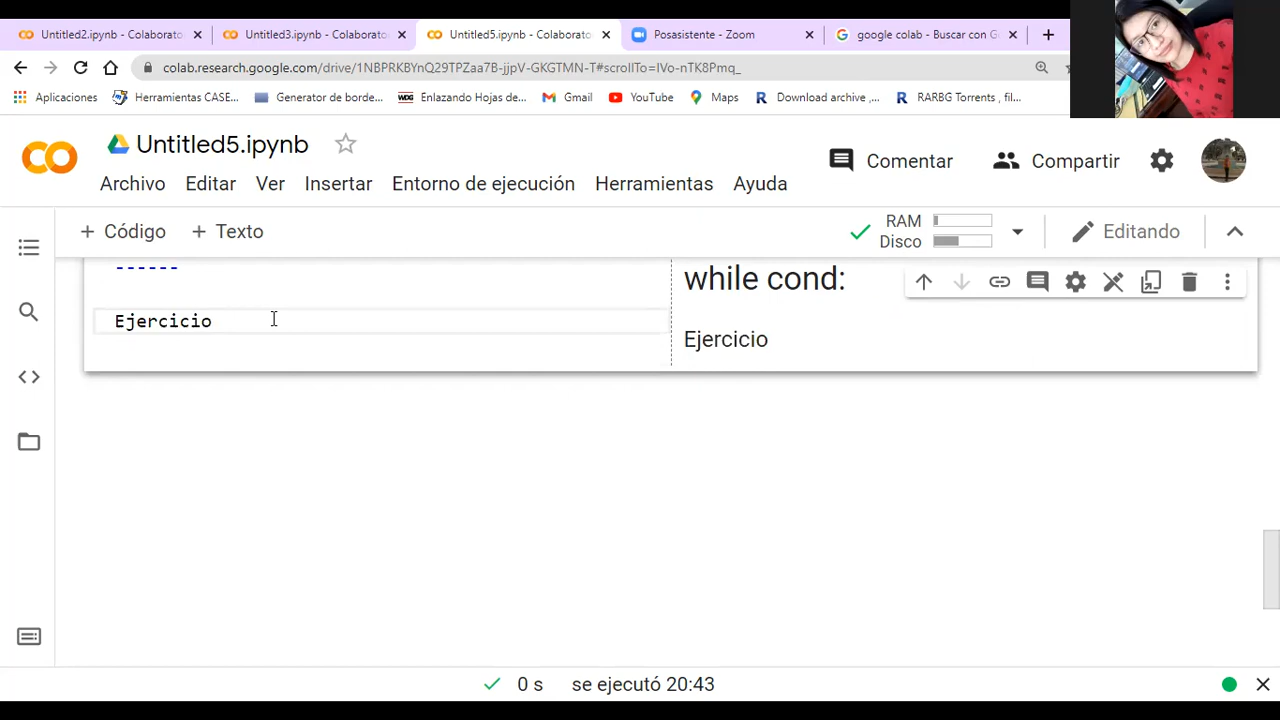 Untitled2.ipynb - Colaborato
Untitled3.ipynb - Colaborato
Untitled5.ipynb - Colaborato
Posasistente - Zoom
google colab - Buscar con G
colab.research.google.com/drive/1NBPRKBPnQ29TPZaa7B-jjpV-GKGTMN-T#scrollTo=IVo-nTK8Pmq_
Aplicaciones
Herramientas CASE...
Generator de borde...
Enlazando Hojas de...
Gmail
YouTube
Maps
Download archive ,...
RARBG Torrents , fil...
Untitled5.ipynb
Comentar
Compartir
Archivo Editar Ver Insertar Entorno de ejecución Herramientas Ayuda
+ Código + Texto
RAM
Disco
Editando
------
while cond:
Ejercicio
Ejercicio
0 s se ejecutó 20:43